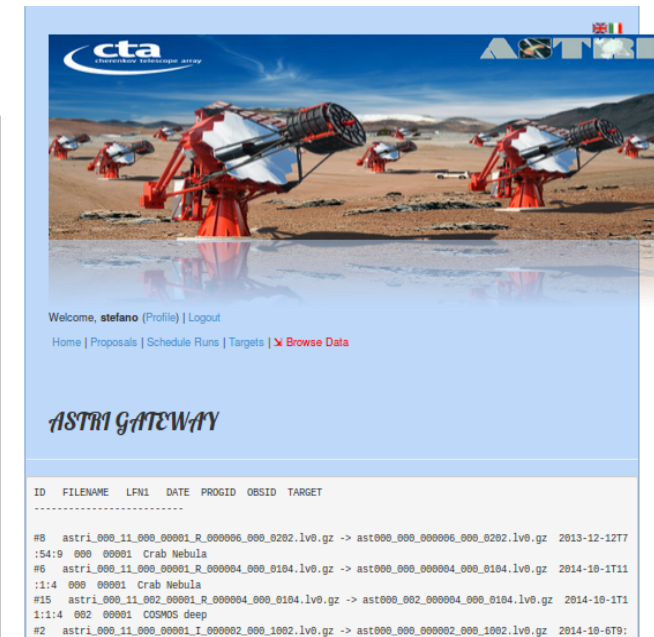 cta
cherenkov telescope array
ASTRI
Welcome, stefano (Profile) | Logout
Home | Proposals | Schedule Runs | Targets | Browse Data
ASTRI GATEWAY
ID FILENAME LFN1 DATE PROGID OBSID TARGET
---------------------------
#8 astri_000_11_000_00001_R_000006_000_0202.lv0.gz -> ast000_000_000006_000_0202.lv0.gz 2013-12-12T7
:54:9 000 00001 Crab Nebula
#6 astri_000_11_000_00001_R_000004_000_0104.lv0.gz -> ast000_000_000004_000_0104.lv0.gz 2014-10-1T11
:1:4 000 00001 Crab Nebula
#15 astri_000_11_002_00001_R_000004_000_0104.lv0.gz -> ast000_002_000004_000_0104.lv0.gz 2014-10-1T1
1:1:4 002 00001 COSMOS deep
#2 astri_000_11_000_00001_I_000002_000_1002.lv0.gz -> ast000_000_000002_000_1002.lv0.gz 2014-10-6T9: